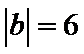 |b| = 6